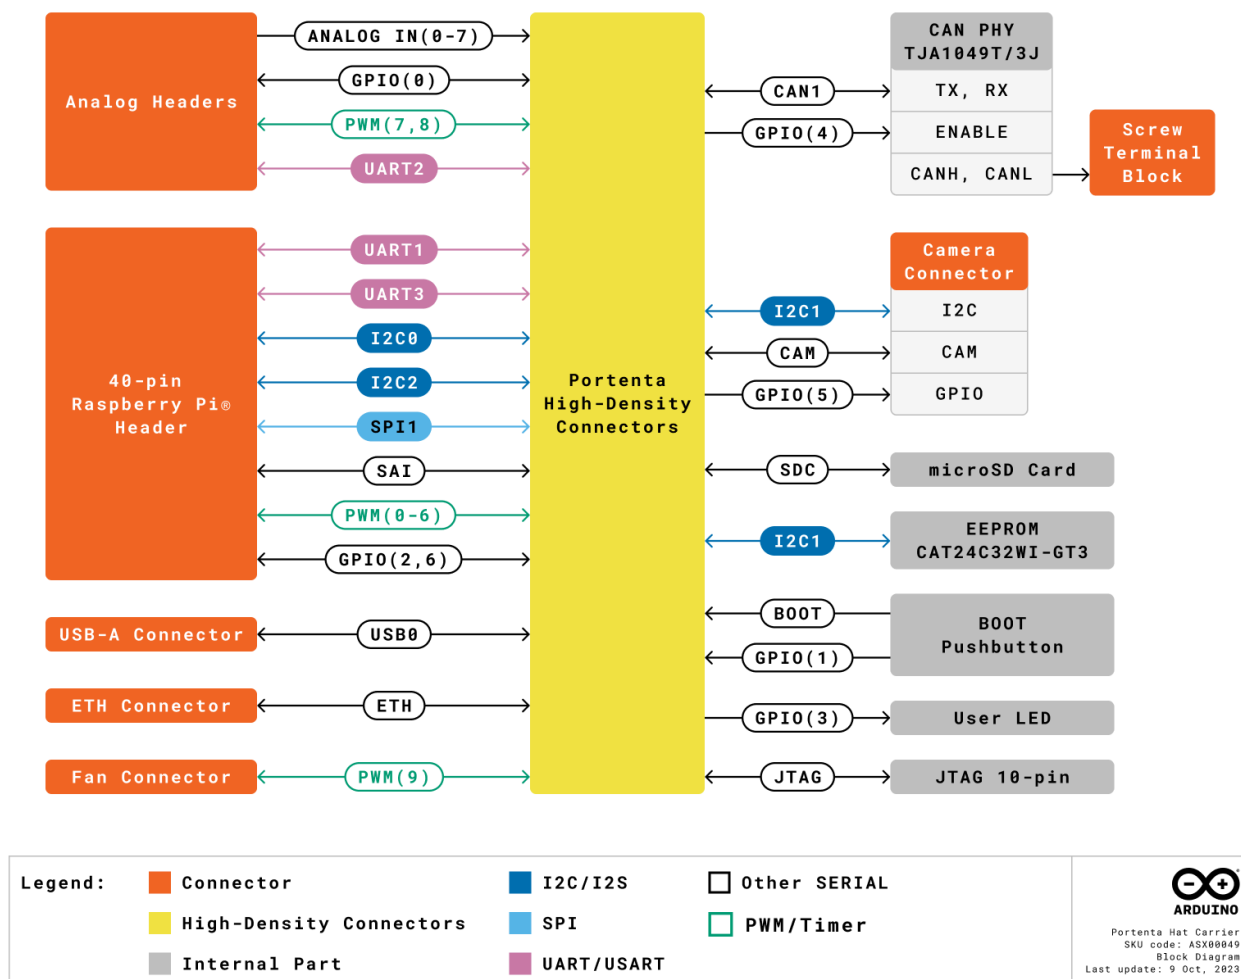 Analog Headers
ANALOG IN(0-7)
GPIO(0)
PWM(7,8)
UART2
40-pin
Raspberry Pi®
Header
UART1
UART3
I2C0
I2C2
SPI1
SAI
PWM(0-6)
GPIO(2,6)
USB-A Connector
USB0
ETH Connector
ETH
Fan Connector
PWM(9)
Portenta
High-Density
Connectors
CAN1
GPIO(4)
CAN PHY
TJA1049T/3J
TX, RX
ENABLE
CANH, CANL
Screw
Terminal
Block
I2C1
CAM
GPIO(5)
Camera
Connector
I2C
CAM
GPIO
SDC
microSD Card
I2C1
EEPROM
CAT24C32WI-GT3
BOOT
GPIO(1)
BOOT
Pushbutton
GPIO(3)
User LED
JTAG
JTAG 10-pin
Legend:
Connector
High-Density Connectors
Internal Part
I2C/I2S
SPI
UART/USART
Other SERIAL
PWM/Timer
ARDUINO
Portenta Hat Carrier
SKU code: ASX00049
Block Diagram
Last update: 9 Oct, 2023